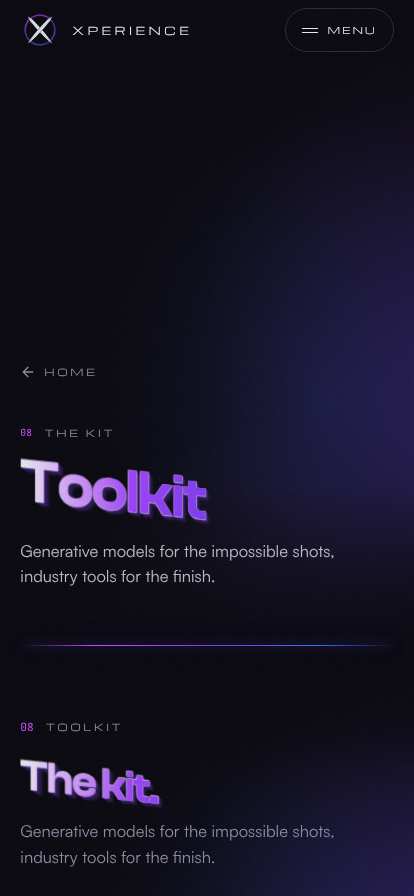 XPERIENCE
MENU
HOME
08 THE KIT
Toolkit
Generative models for the impossible shots,
industry tools for the finish.
08 TOOLKIT
The kit.
Generative models for the impossible shots,
industry tools for the finish.